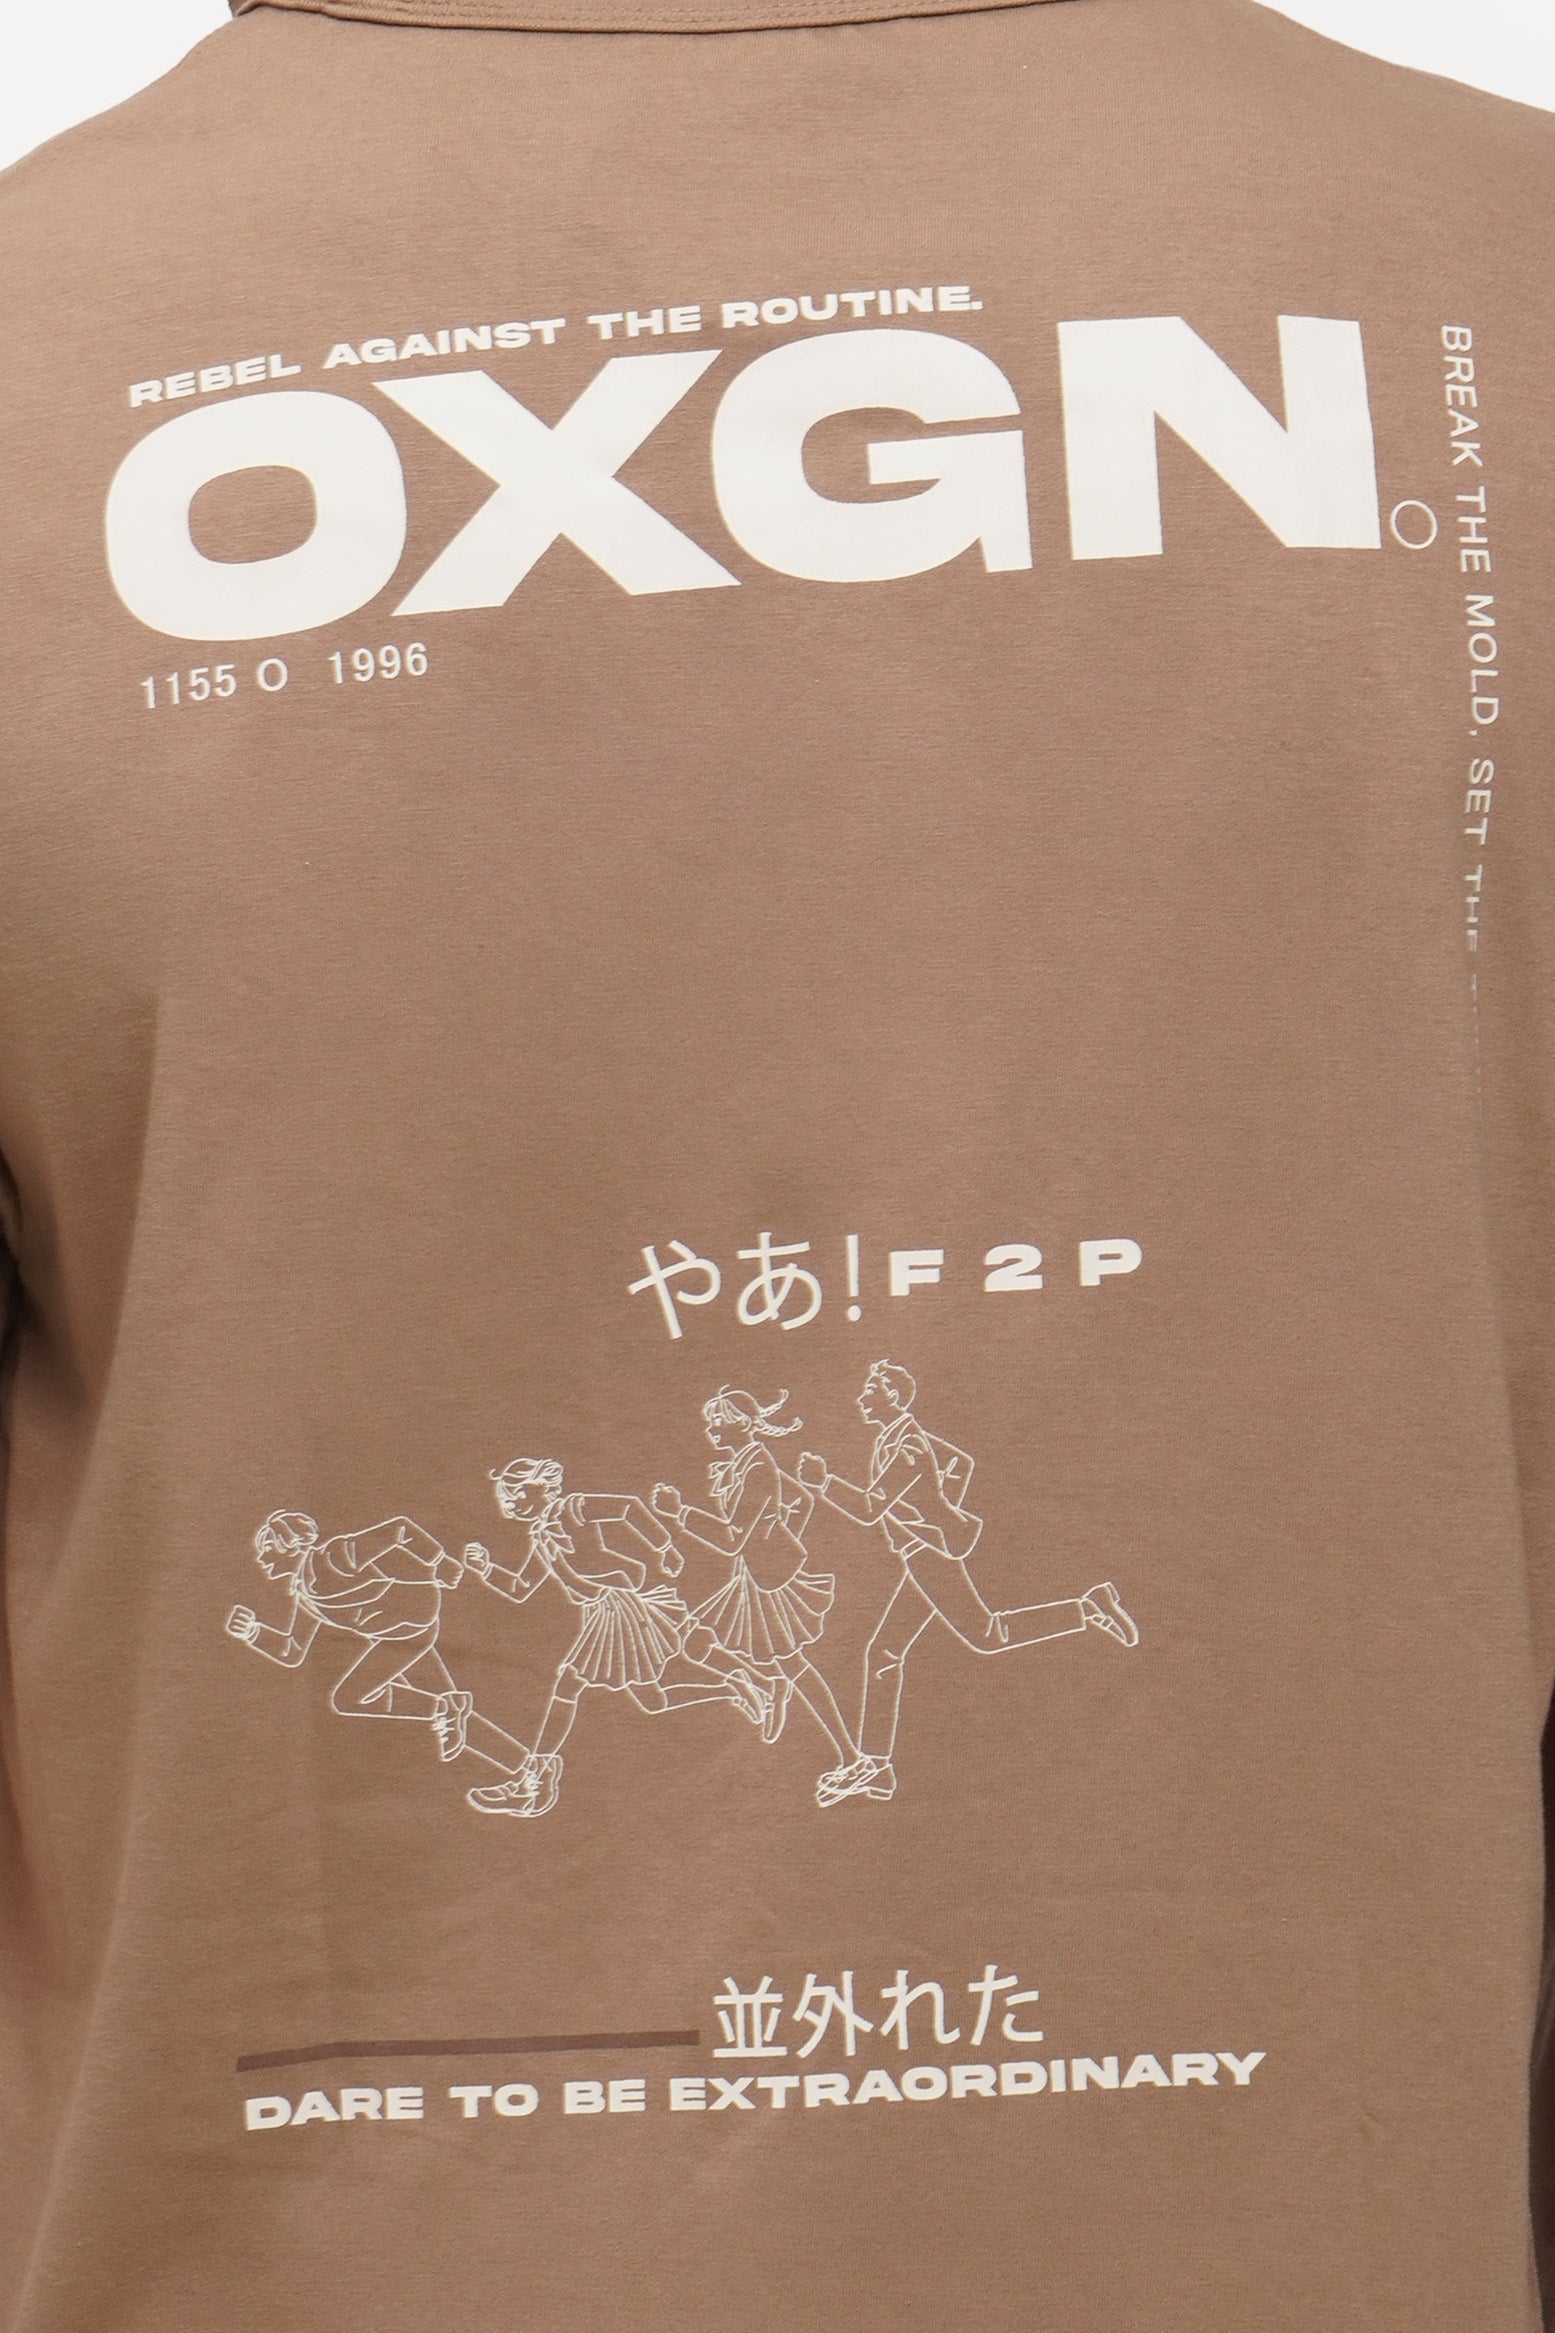 REBEL AGAINST THE ROUTINE.
OXGN
1155 O 1996
BREAK THE MOLD, SET THE
やあ! F2P
並外れた
DARE TO BE EXTRAORDINARY